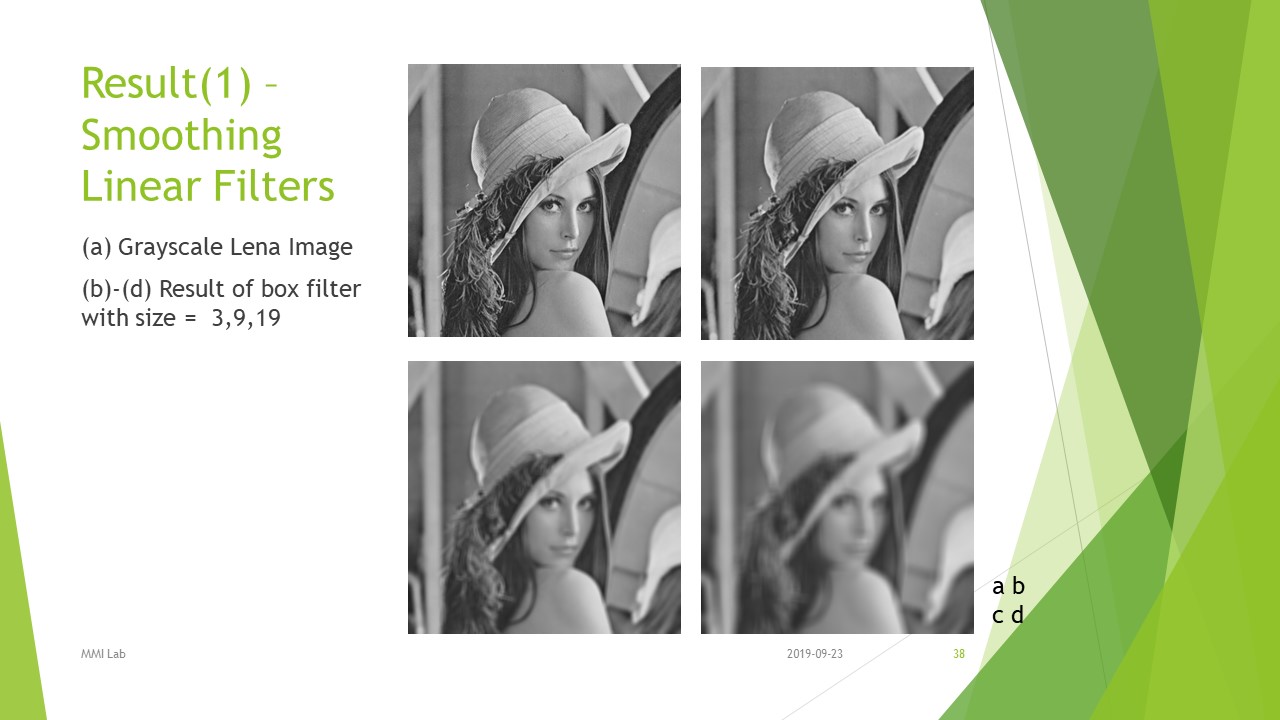 Result(1) –
Smoothing
Linear Filters
(a) Grayscale Lena Image
(b)-(d) Result of box filter
with size =  3,9,19
a b
c d
MMI Lab
2019-09-23
38